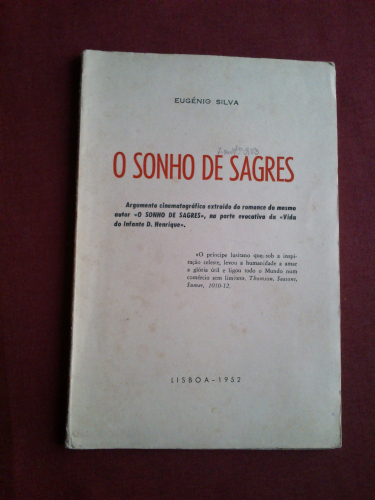 EUGÉNIO SILVA
O SONHO DE SAGRES
Argumento cinematográfico extraído do romance do mesmo
autor «O SONHO DE SAGRES», na parte evocativa da «Vida
do Infante D. Henrique».
«O príncipe lusitano que, sob a inspi-
ração celeste, levou a humanidade a amar
a glória útil e ligou todo o Mundo num
comércio sem limites». Thomson, Seasons,
Sumer, 1010-12.
LISBOA—1952